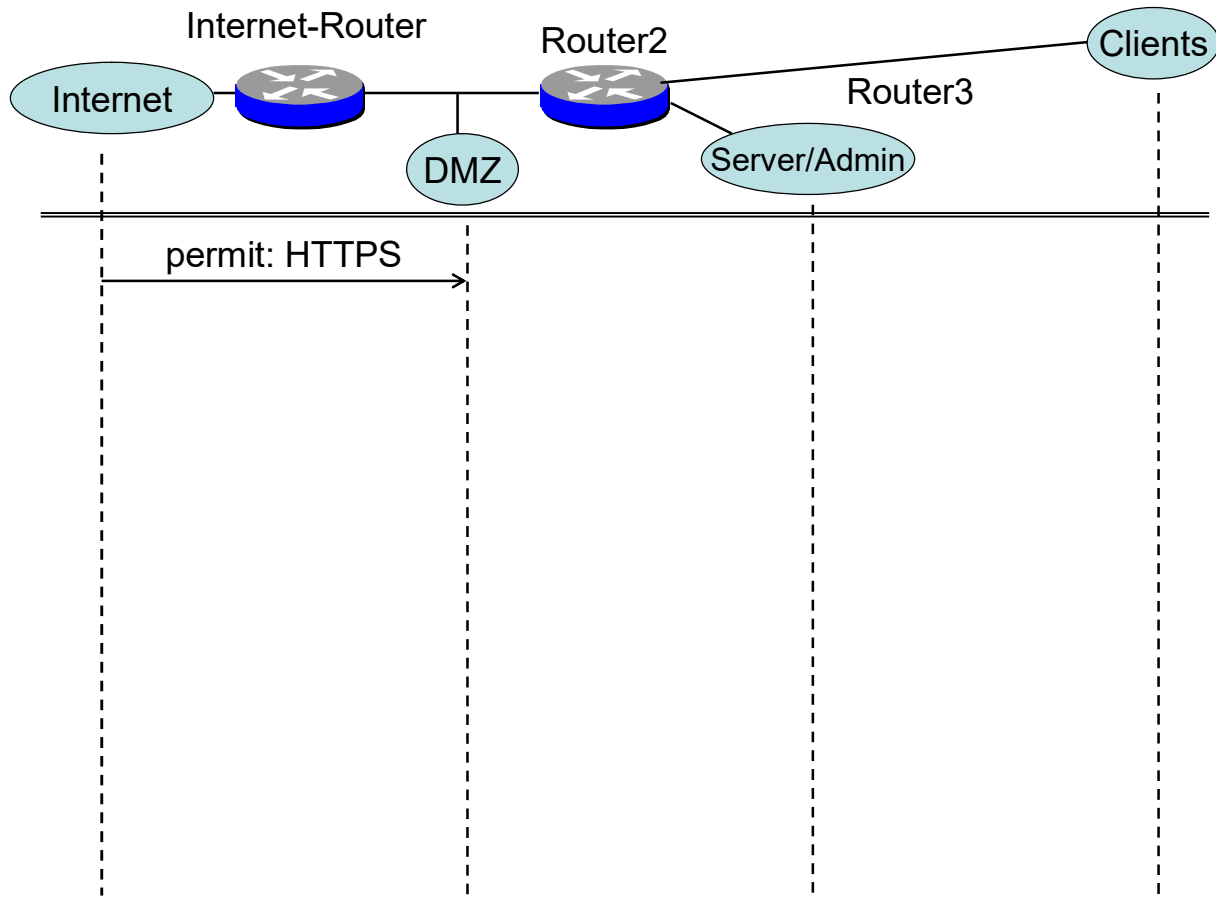 Internet-Router
Router2
Clients
Internet
Router3
DMZ
Server/Admin
permit: HTTPS